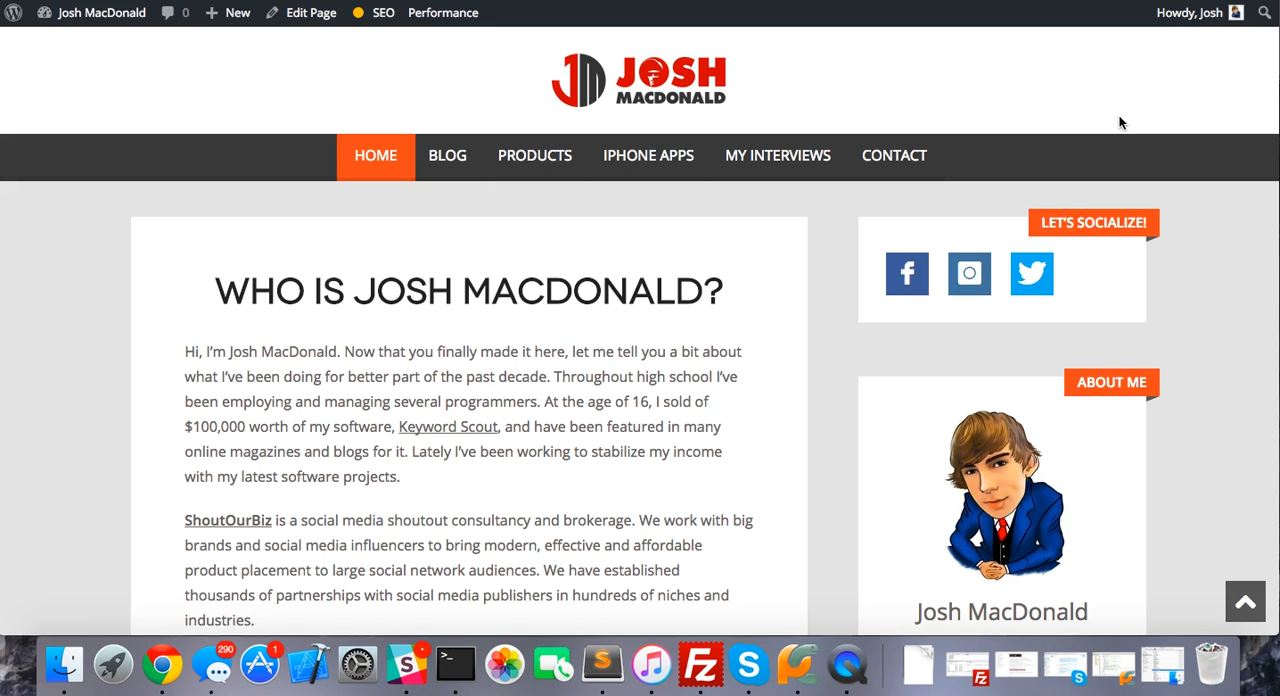 Josh MacDonald 0 New Edit Page SEO Performance Howdy, Josh
JM JOSH
MACDONALD
HOME BLOG PRODUCTS IPHONE APPS MY INTERVIEWS CONTACT
WHO IS JOSH MACDONALD?
Hi, I'm Josh MacDonald. Now that you finally made it here, let me tell you a bit about
what I've been doing for better part of the past decade. Throughout high school I've
been employing and managing several programmers. At the age of 16, I sold of
$100,000 worth of my software, Keyword Scout, and have been featured in many
online magazines and blogs for it. Lately I've been working to stabilize my income
with my latest software projects.
ShoutOurBiz is a social media shoutout consultancy and brokerage. We work with big
brands and social media influencers to bring modern, effective and affordable
product placement to large social network audiences. We have established
thousands of partnerships with social media publishers in hundreds of niches and
industries.
LET'S SOCIALIZE!
ABOUT ME
Josh MacDonald
290
1